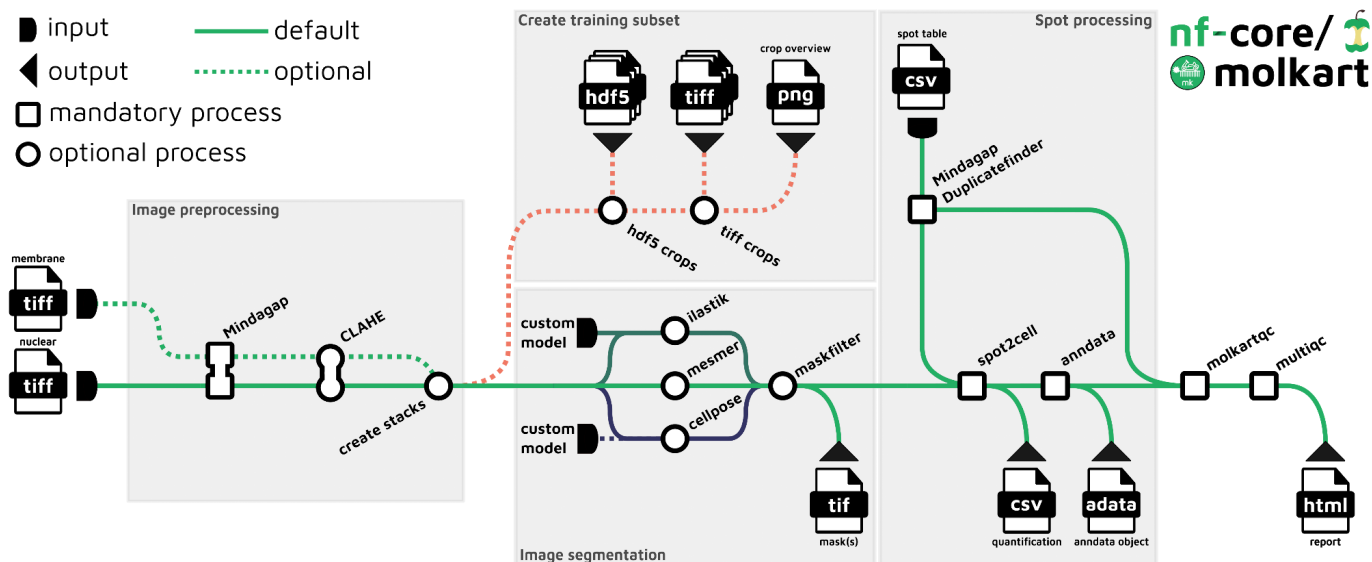 input
output
mandatory process
optional process
default
optional
Create training subset
crop overview
hdf5
tiff
png
hdf5 crops
tiff crops
Spot processing
spot table
csv
Mindagap
Duplicatefinder
nf-core/
mk
molkart
Image preprocessing
membrane
tiff
nuclear
tiff
Mindagap
CLAHE
create stacks
custom
model
ilastik
mesmer
cellpose
custom
model
maskfilter
tif
mask(s)
Image segmentation
spot2cell
anndata
csv
quantification
adata
anndata object
molkartqc
multiqc
html
report